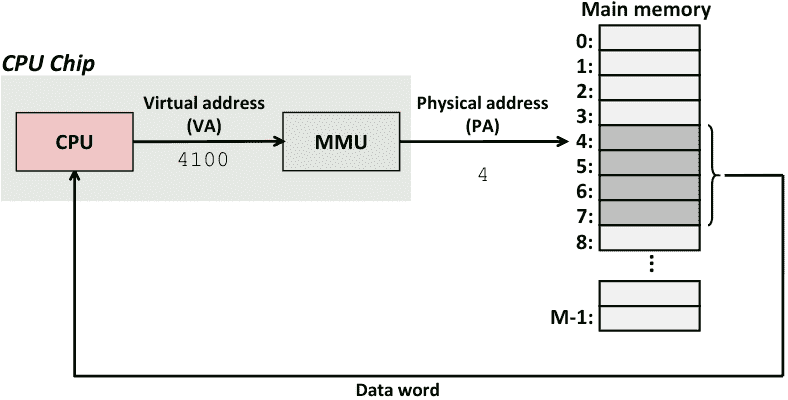 Main memory
CPU Chip
CPU
Virtual address
(VA)
4100
MMU
Physical address
(PA)
4
0:
1:
2:
3:
4:
5:
6:
7:
8:
...
M-1:
Data word